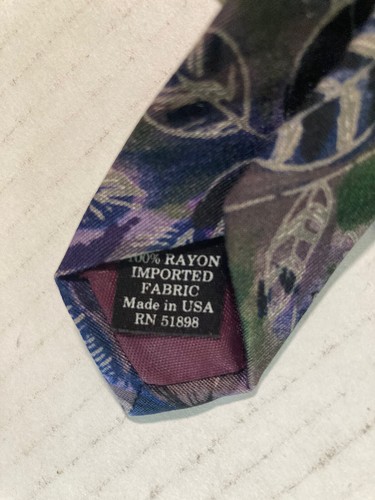 100% RAYON
IMPORTED
FABRIC
Made in USA
RN 51898